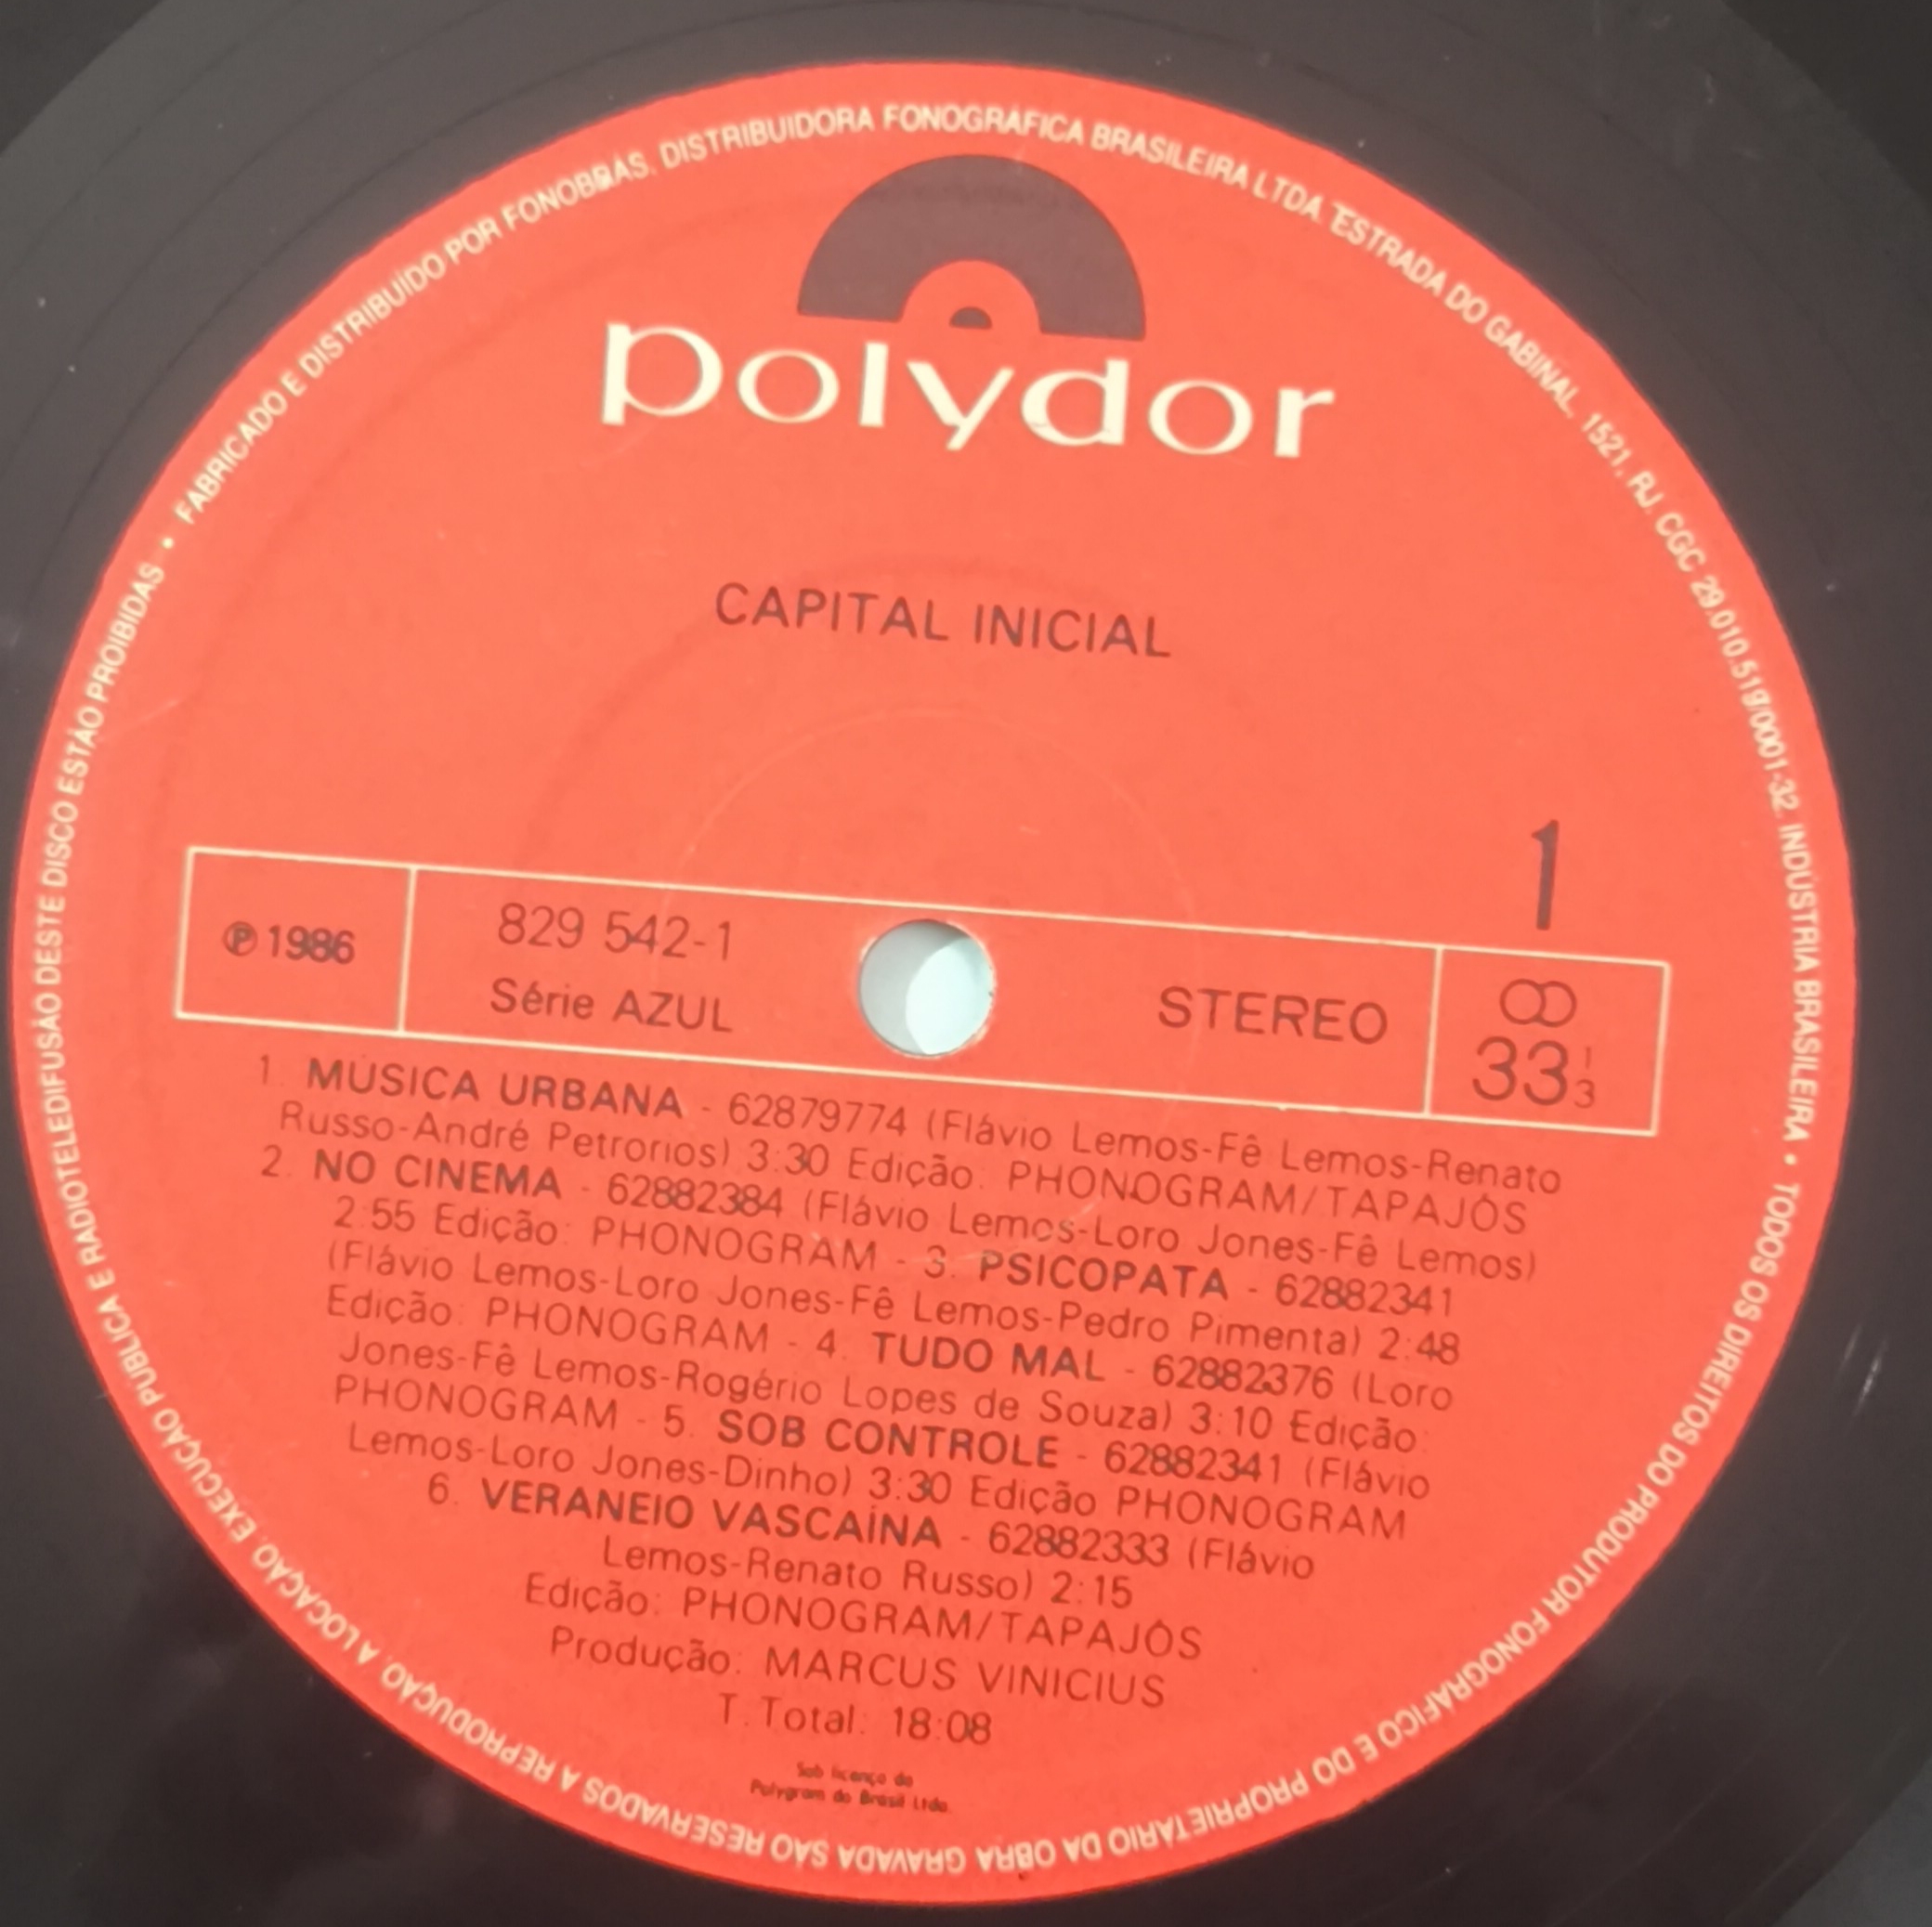 FABRICADO E DISTRIBUÍDO POR FONOBRÁS, DISTRIBUIDORA FONOGRÁFICA BRASILEIRA LTDA ESTRADA DO GABINAL, 1521, RJ, CGC 29.010.519/0001-32. INDÚSTRIA BRASILEIRA • TODOS OS DIREITOS DO PRODUTOR FONOGRÁFICO E DO PROPRIETÁRIO DA OBRA GRAVADA SÃO RESERVADOS A REPRODUÇÃO, A LOCAÇÃO, EXECUÇÃO PÚBLICA E RADIOTELEDIFUSÃO DESTE DISCO ESTÃO PROIBIDAS •
polydor
CAPITAL INICIAL
1
℗ 1986
829 542-1
Série AZUL
STEREO
33 1/3
1. MÚSICA URBANA - 62879774 (Flávio Lemos-Fê Lemos-Renato
Russo-André Petrorios) 3:30 Edição: PHONOGRAM/TAPAJÓS
2. NO CINEMA - 62882384 (Flávio Lemos-Loro Jones-Fê Lemos)
2:55 Edição: PHONOGRAM - 3. PSICOPATA - 62882341
(Flávio Lemos-Loro Jones-Fê Lemos-Pedro Pimenta) 2:48
Edição: PHONOGRAM - 4. TUDO MAL - 62882376 (Loro
Jones-Fê Lemos-Rogério Lopes de Souza) 3:10 Edição:
PHONOGRAM - 5. SOB CONTROLE - 62882341 (Flávio
Lemos-Loro Jones-Dinho) 3:30 Edição PHONOGRAM
6. VERANEIO VASCAÍNA - 62882333 (Flávio
Lemos-Renato Russo) 2:15
Edição: PHONOGRAM/TAPAJÓS
Produção: MARCUS VINICIUS
T. Total: 18:08
Sob licença da
Polygram do Brasil Ltda.